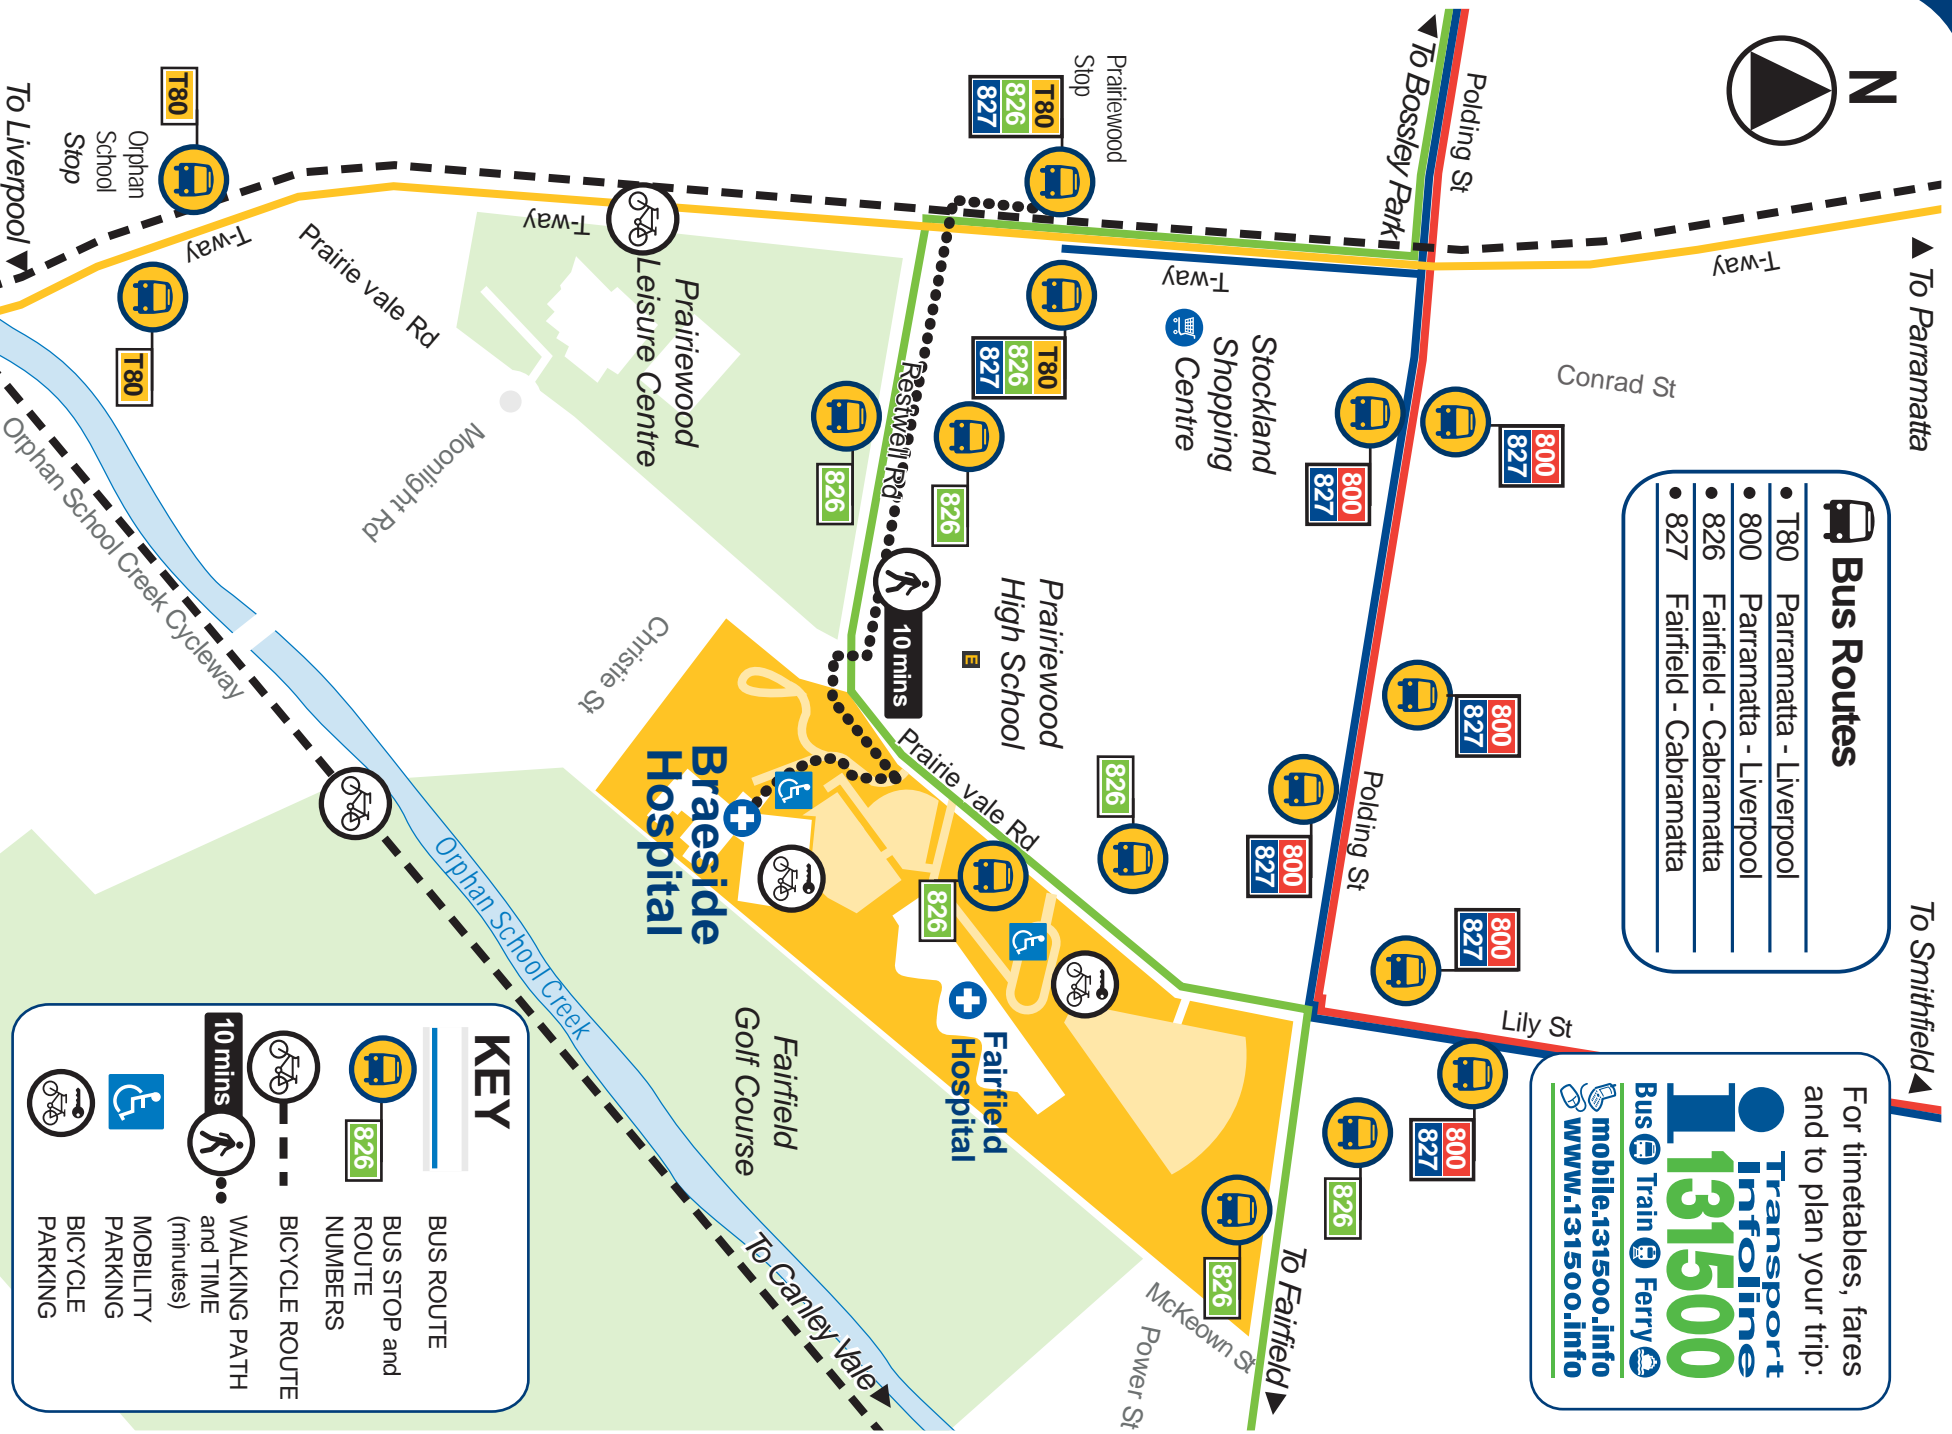 N
▲ To Parramatta
To Smithfield ▲
Polding St
▲ To Bossley Park
T-way
Conrad St
Bus Routes
• T80 Parramatta - Liverpool
• 800 Parramatta - Liverpool
• 826 Fairfield - Cabramatta
• 827 Fairfield - Cabramatta
For timetables, fares
and to plan your trip:
Transport
Infoline
131500
Bus Train Ferry
mobile.131500.info
www.131500.info
800
827
800
827
800
827
800
827
800
827
800
827
Polding St
Lily St
Prairiewood
Stop
T80
826
827
T-way
T80
826
827
Stockland
Shopping
Centre
826
826
Restwell Rd
10 mins
Prairiewood
High School
E
Prairie vale Rd
826
826
826
826
To Fairfield ▲
McKeown St
Power St
T-way
Prairiewood
Leisure Centre
Moonlight Rd
Christie St
Braeside
Hospital
Fairfield
Hospital
Fairfield
Golf Course
T80
Orphan
School
Stop
To Liverpool ▲
T-way
T80
Prairie vale Rd
Orphan School Creek Cycleway
Orphan School Creek
To Canley Vale ▲
KEY
BUS ROUTE
826
BUS STOP and
ROUTE
NUMBERS
BICYCLE ROUTE
10 mins
WALKING PATH
and TIME
(minutes)
MOBILITY
PARKING
BICYCLE
PARKING